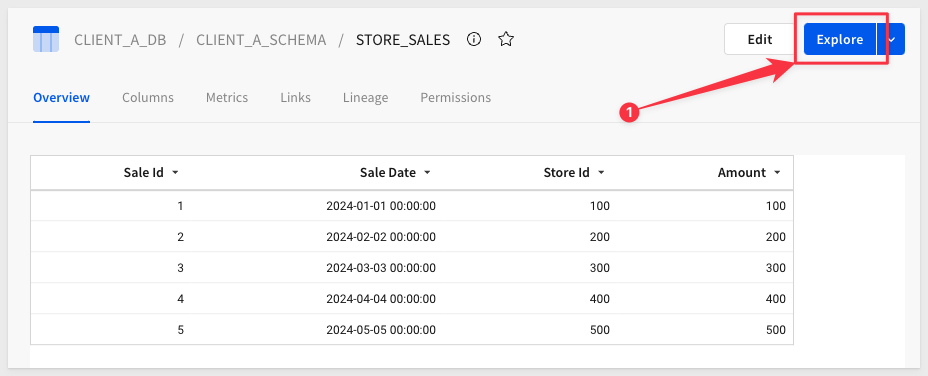 CLIENT_A_DB / CLIENT_A_SCHEMA / STORE_SALES Edit Explore
1
Overview Columns Metrics Links Lineage Permissions
Sale Id Sale Date Store Id Amount
1 2024-01-01 00:00:00 100 100
2 2024-02-02 00:00:00 200 200
3 2024-03-03 00:00:00 300 300
4 2024-04-04 00:00:00 400 400
5 2024-05-05 00:00:00 500 500